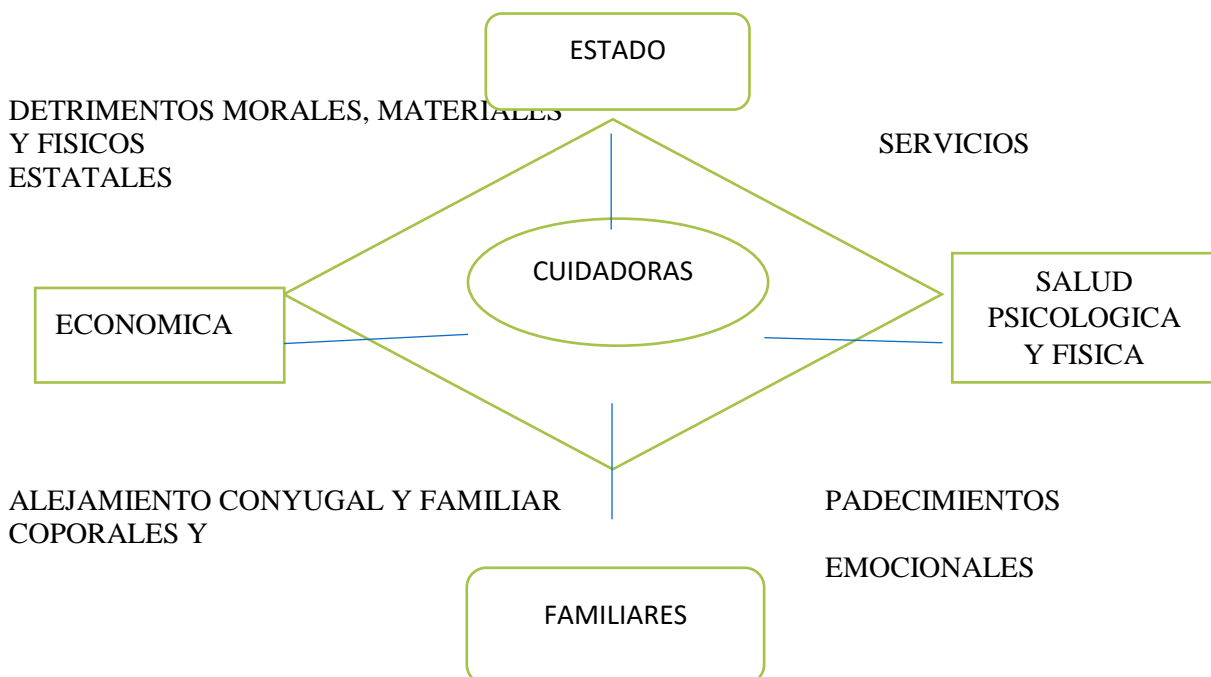 ESTADO
DETRIMENTOS MORALES, MATERIALES
Y FISICOS
SERVICIOS
ESTATALES
CUIDADORAS
ECONOMICA
SALUD
PSICOLOGICA
Y FISICA
ALEJAMIENTO CONYUGAL Y FAMILIAR
PADECIMIENTOS
COPORALES Y
EMOCIONALES
FAMILIARES